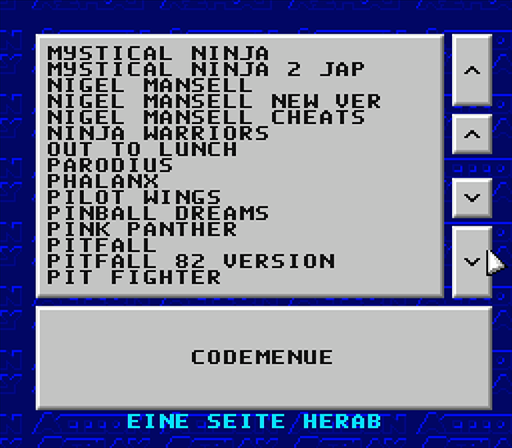 MYSTICAL NINJA
MYSTICAL NINJA 2 JAP
NIGEL MANSELL
NIGEL MANSELL NEW VER
NIGEL MANSELL CHEATS
NINJA WARRIORS
OUT TO LUNCH
PARODIUS
PHALANX
PILOT WINGS
PINBALL DREAMS
PINK PANTHER
PITFALL
PITFALL 82 VERSION
PIT FIGHTER
CODEMENUE
EINE SEITE HERAB